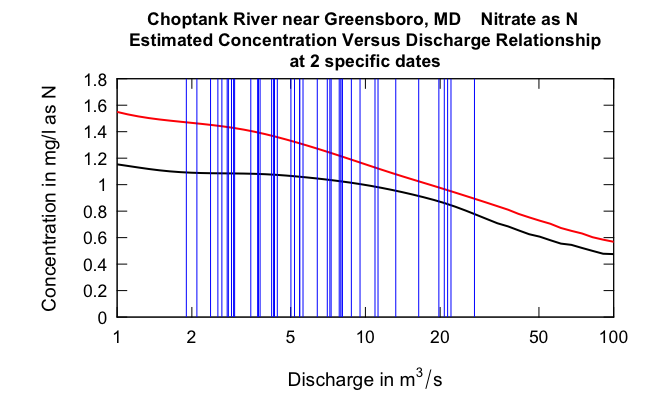 Choptank River near Greensboro, MD Nitrate as N
Estimated Concentration Versus Discharge Relationship
at 2 specific dates
Concentration in mg/l as N
1.8
1.6
1.4
1.2
1
0.8
0.6
0.4
0.2
0
1 2 5 10 20 50 100
Discharge in m³/s